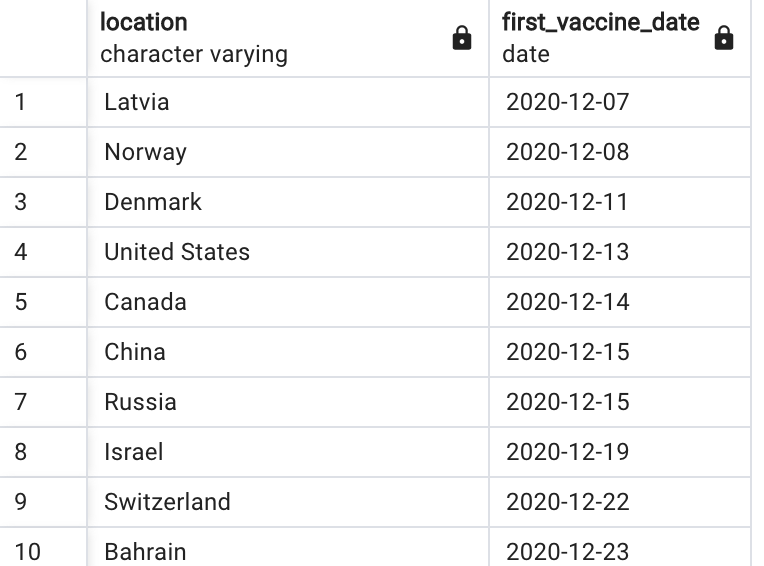 location first_vaccine_date
character varying date
1 Latvia 2020-12-07
2 Norway 2020-12-08
3 Denmark 2020-12-11
4 United States 2020-12-13
5 Canada 2020-12-14
6 China 2020-12-15
7 Russia 2020-12-15
8 Israel 2020-12-19
9 Switzerland 2020-12-22
10 Bahrain 2020-12-23